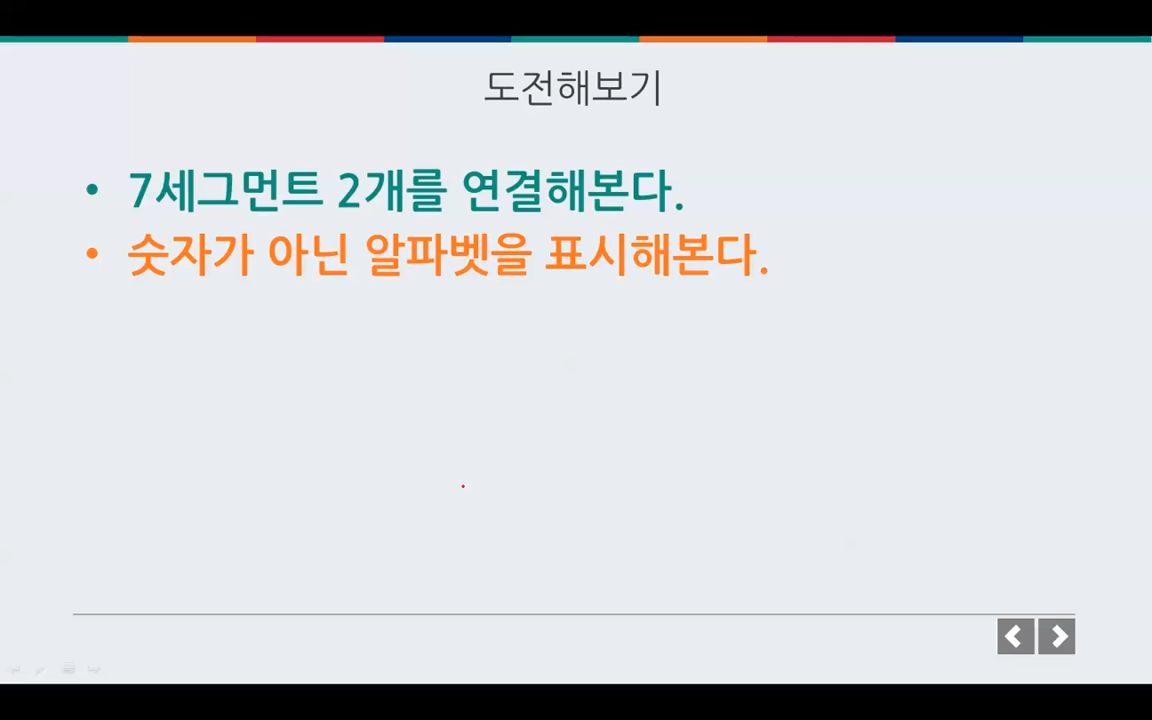 도전해보기
• 7세그먼트 2개를 연결해본다.
• 숫자가 아닌 알파벳을 표시해본다.